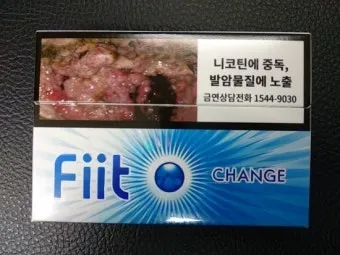 니코틴에 중독,
발암물질에 노출
금연상담전화 1544-9030
Fiit CHANGE